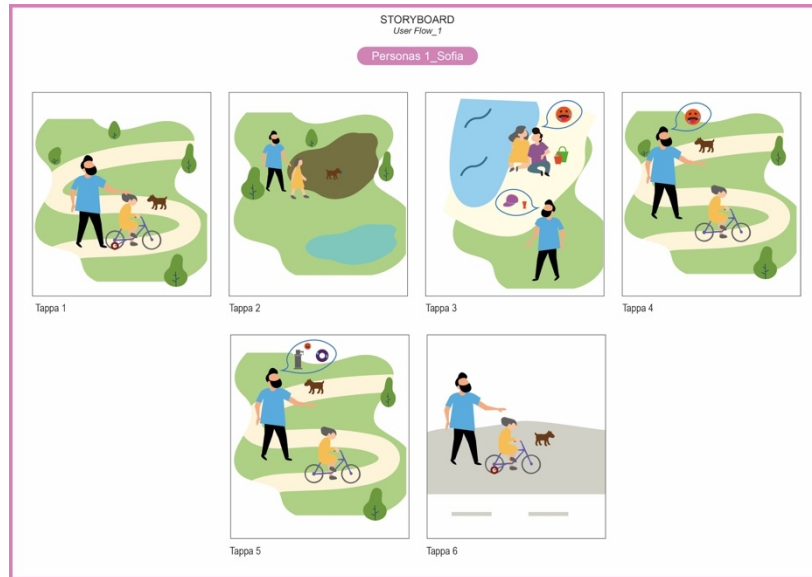 STORYBOARD
User Flow_1
Personas 1_Sofia
Tappa 1
Tappa 2
Tappa 3
Tappa 4
Tappa 5
Tappa 6